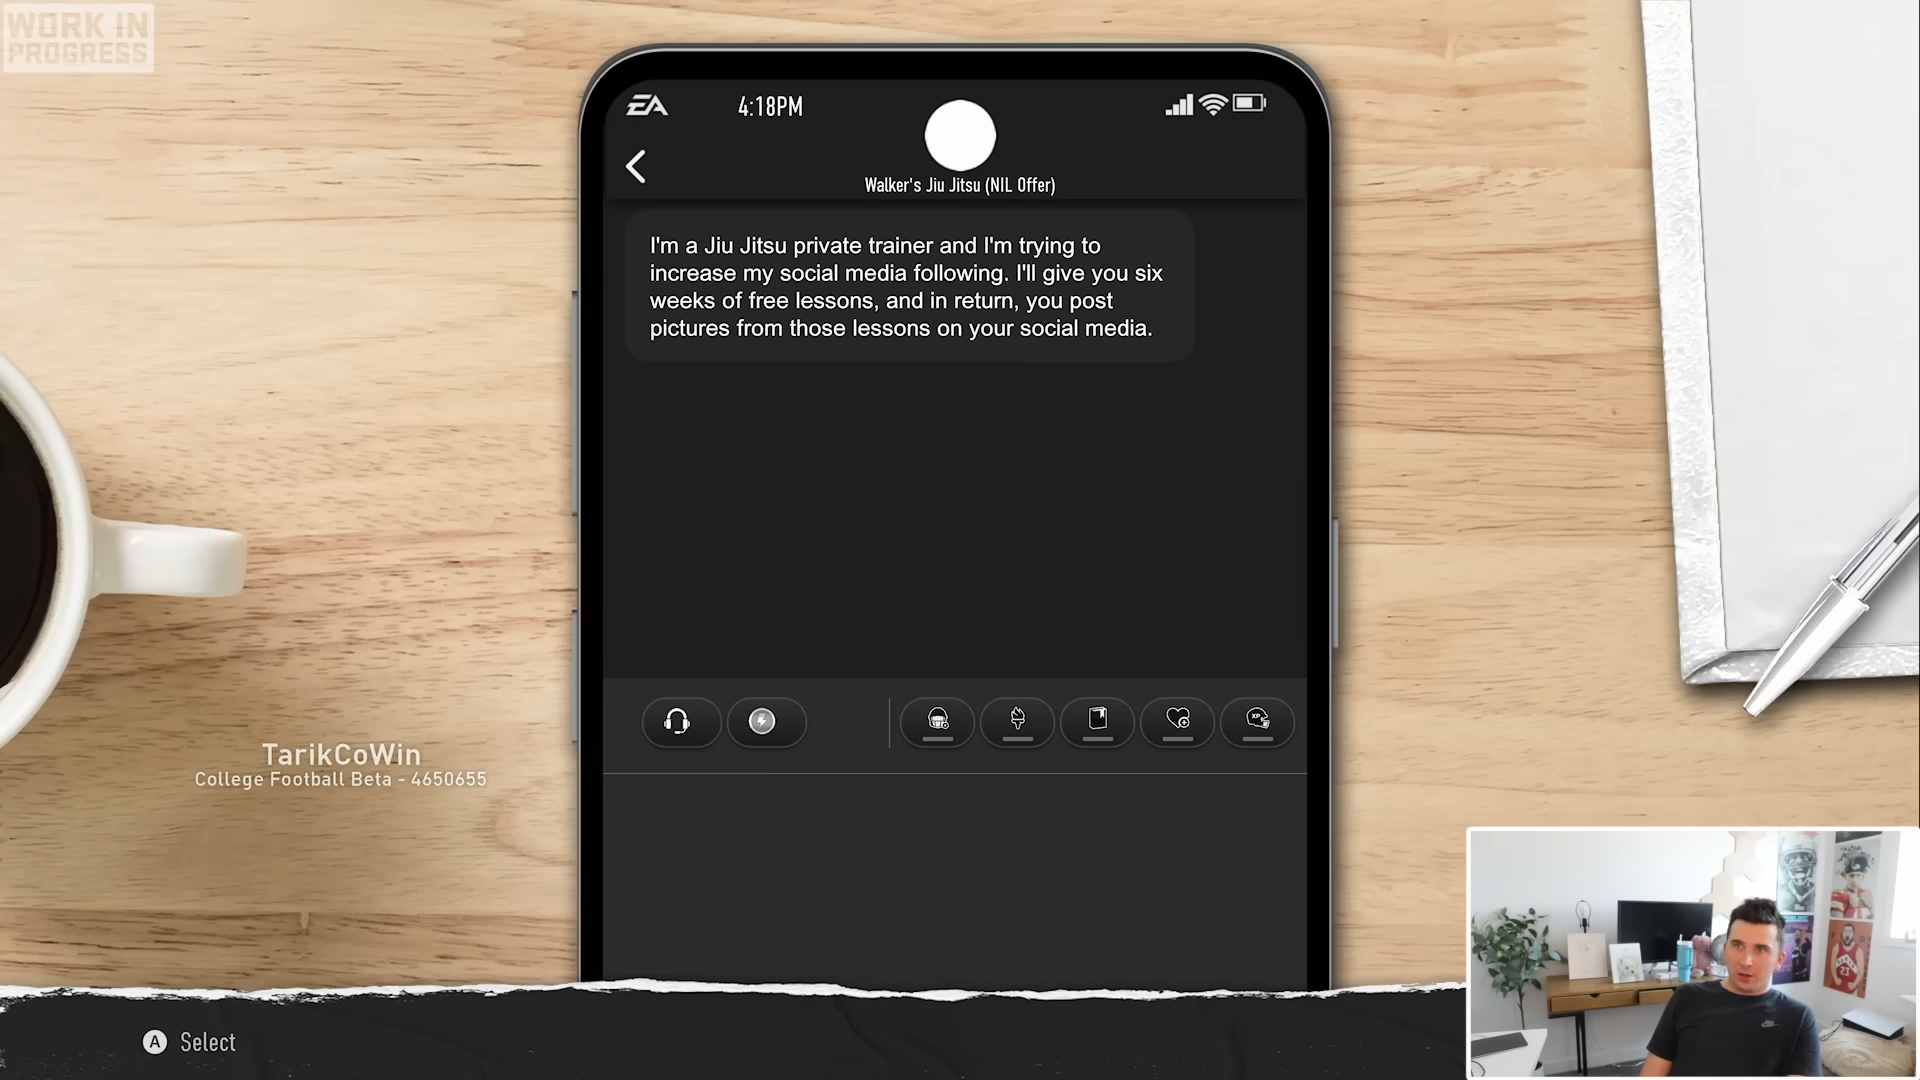 WORK IN
PROGRESS
EA
4:18PM
Walker's Jiu Jitsu (NIL Offer)
I'm a Jiu Jitsu private trainer and I'm trying to
increase my social media following. I'll give you six
weeks of free lessons, and in return, you post
pictures from those lessons on your social media.
XP
TarikCoWin
College Football Beta - 4650655
23
A Select